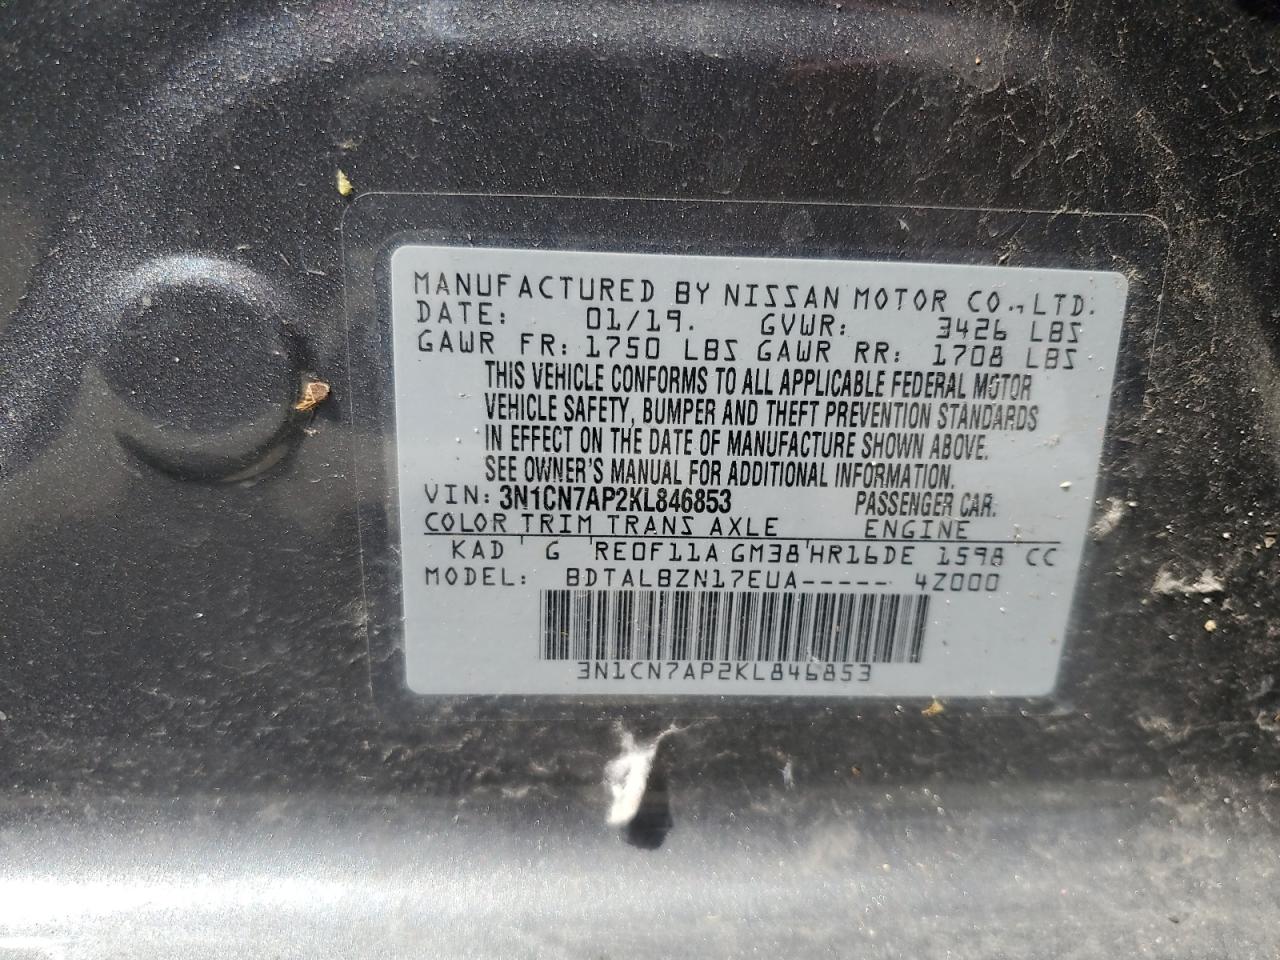 MANUFACTURED BY NISSAN MOTOR CO., LTD.
DATE: 01/19. GVWR: 3426 LBS
GAWR FR: 1750 LBS GAWR RR: 1708 LBS
THIS VEHICLE CONFORMS TO ALL APPLICABLE FEDERAL MOTOR
VEHICLE SAFETY, BUMPER AND THEFT PREVENTION STANDARDS
IN EFFECT ON THE DATE OF MANUFACTURE SHOWN ABOVE.
SEE OWNER'S MANUAL FOR ADDITIONAL INFORMATION.
VIN: 3N1CN7AP2KL846853 PASSENGER CAR.
COLOR TRIM TRANS AXLE ENGINE
KAD G RE0F11A GM38 HR16DE 1598 CC
MODEL: BDTALBZN17EUA----- 4Z000
3N1CN7AP2KL846853